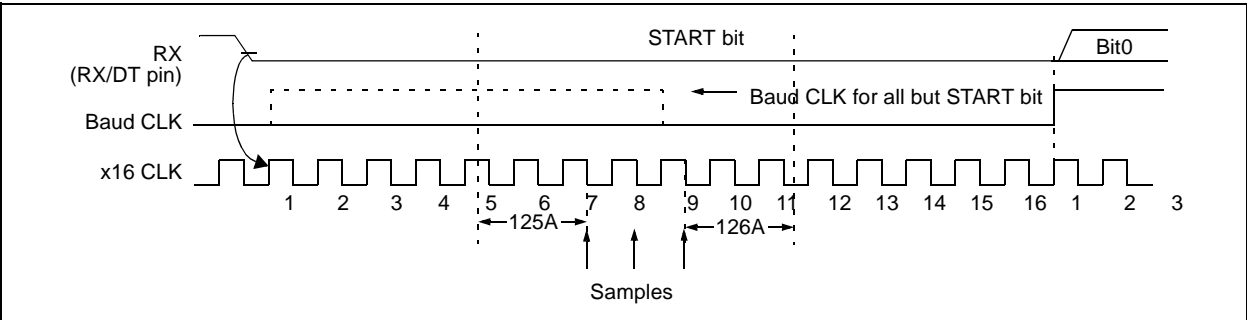 START bit
RX
(RX/DT pin)
Bit0
Baud CLK for all but START bit
Baud CLK
x16 CLK
1 2 3 4 5 6 7 8 9 10 11 12 13 14 15 16 1 2 3
125A 126A
Samples